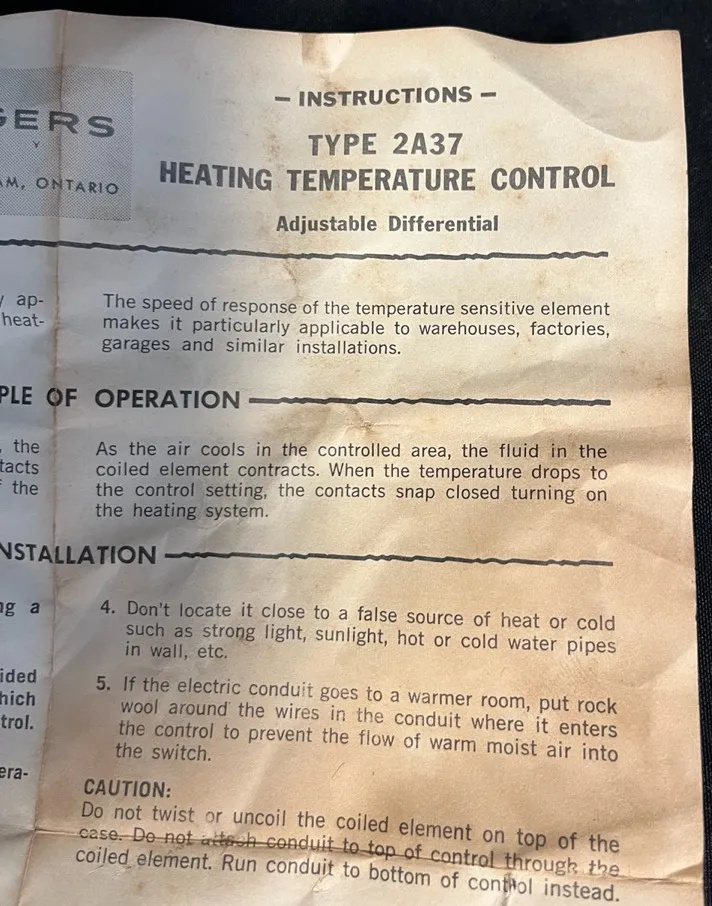 GERS
AM, ONTARIO
– INSTRUCTIONS –
TYPE 2A37
HEATING TEMPERATURE CONTROL
Adjustable Differential
ap-
heat-
The speed of response of the temperature sensitive element
makes it particularly applicable to warehouses, factories,
garages and similar installations.
PLE OF OPERATION
, the
tacts
the
As the air cools in the controlled area, the fluid in the
coiled element contracts. When the temperature drops to
the control setting, the contacts snap closed turning on
the heating system.
NSTALLATION
ng a
ided
hich
trol.
era-
4. Don't locate it close to a false source of heat or cold
such as strong light, sunlight, hot or cold water pipes
in wall, etc.
5. If the electric conduit goes to a warmer room, put rock
wool around the wires in the conduit where it enters
the control to prevent the flow of warm moist air into
the switch.
CAUTION:
Do not twist or uncoil the coiled element on top of the
case. Do not attach conduit to top of control through the
coiled element. Run conduit to bottom of control instead.